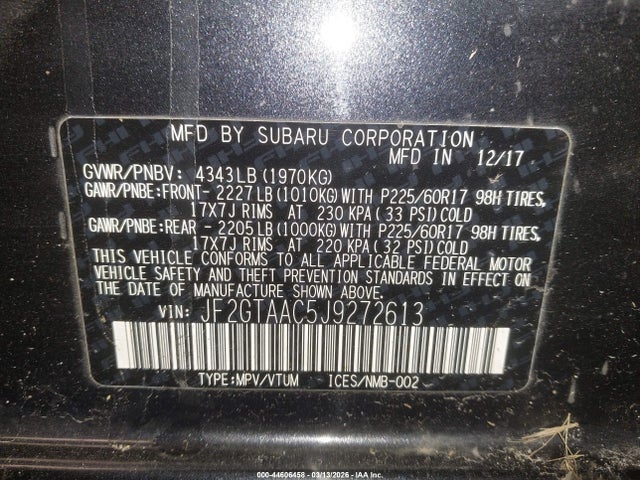 MFD BY SUBARU CORPORATION
MFD IN 12/17
GVWR/PNBV: 4343LB (1970KG)
GAWR/PNBE:FRONT- 2227LB(1010KG)WITH P225/60R17 98H TIRES,
17X7J RIMS AT 230 KPA (33 PSI)COLD
GAWR/PNBE:REAR - 2205LB(1000KG)WITH P225/60R17 98H TIRES,
17X7J RIMS AT 220 KPA (32 PSI)COLD
THIS VEHICLE CONFORMS TO ALL APPLICABLE FEDERAL MOTOR
VEHICLE SAFETY AND THEFT PREVENTION STANDARDS IN EFFECT ON
THE DATE OF MANUFACTURE SHOWN ABOVE.
VIN: JF2GTAAC5J9272613
TYPE:MPV/VTUM ICES/NMB-002
000-44606458 - 03/13/2026 - IAA Inc.